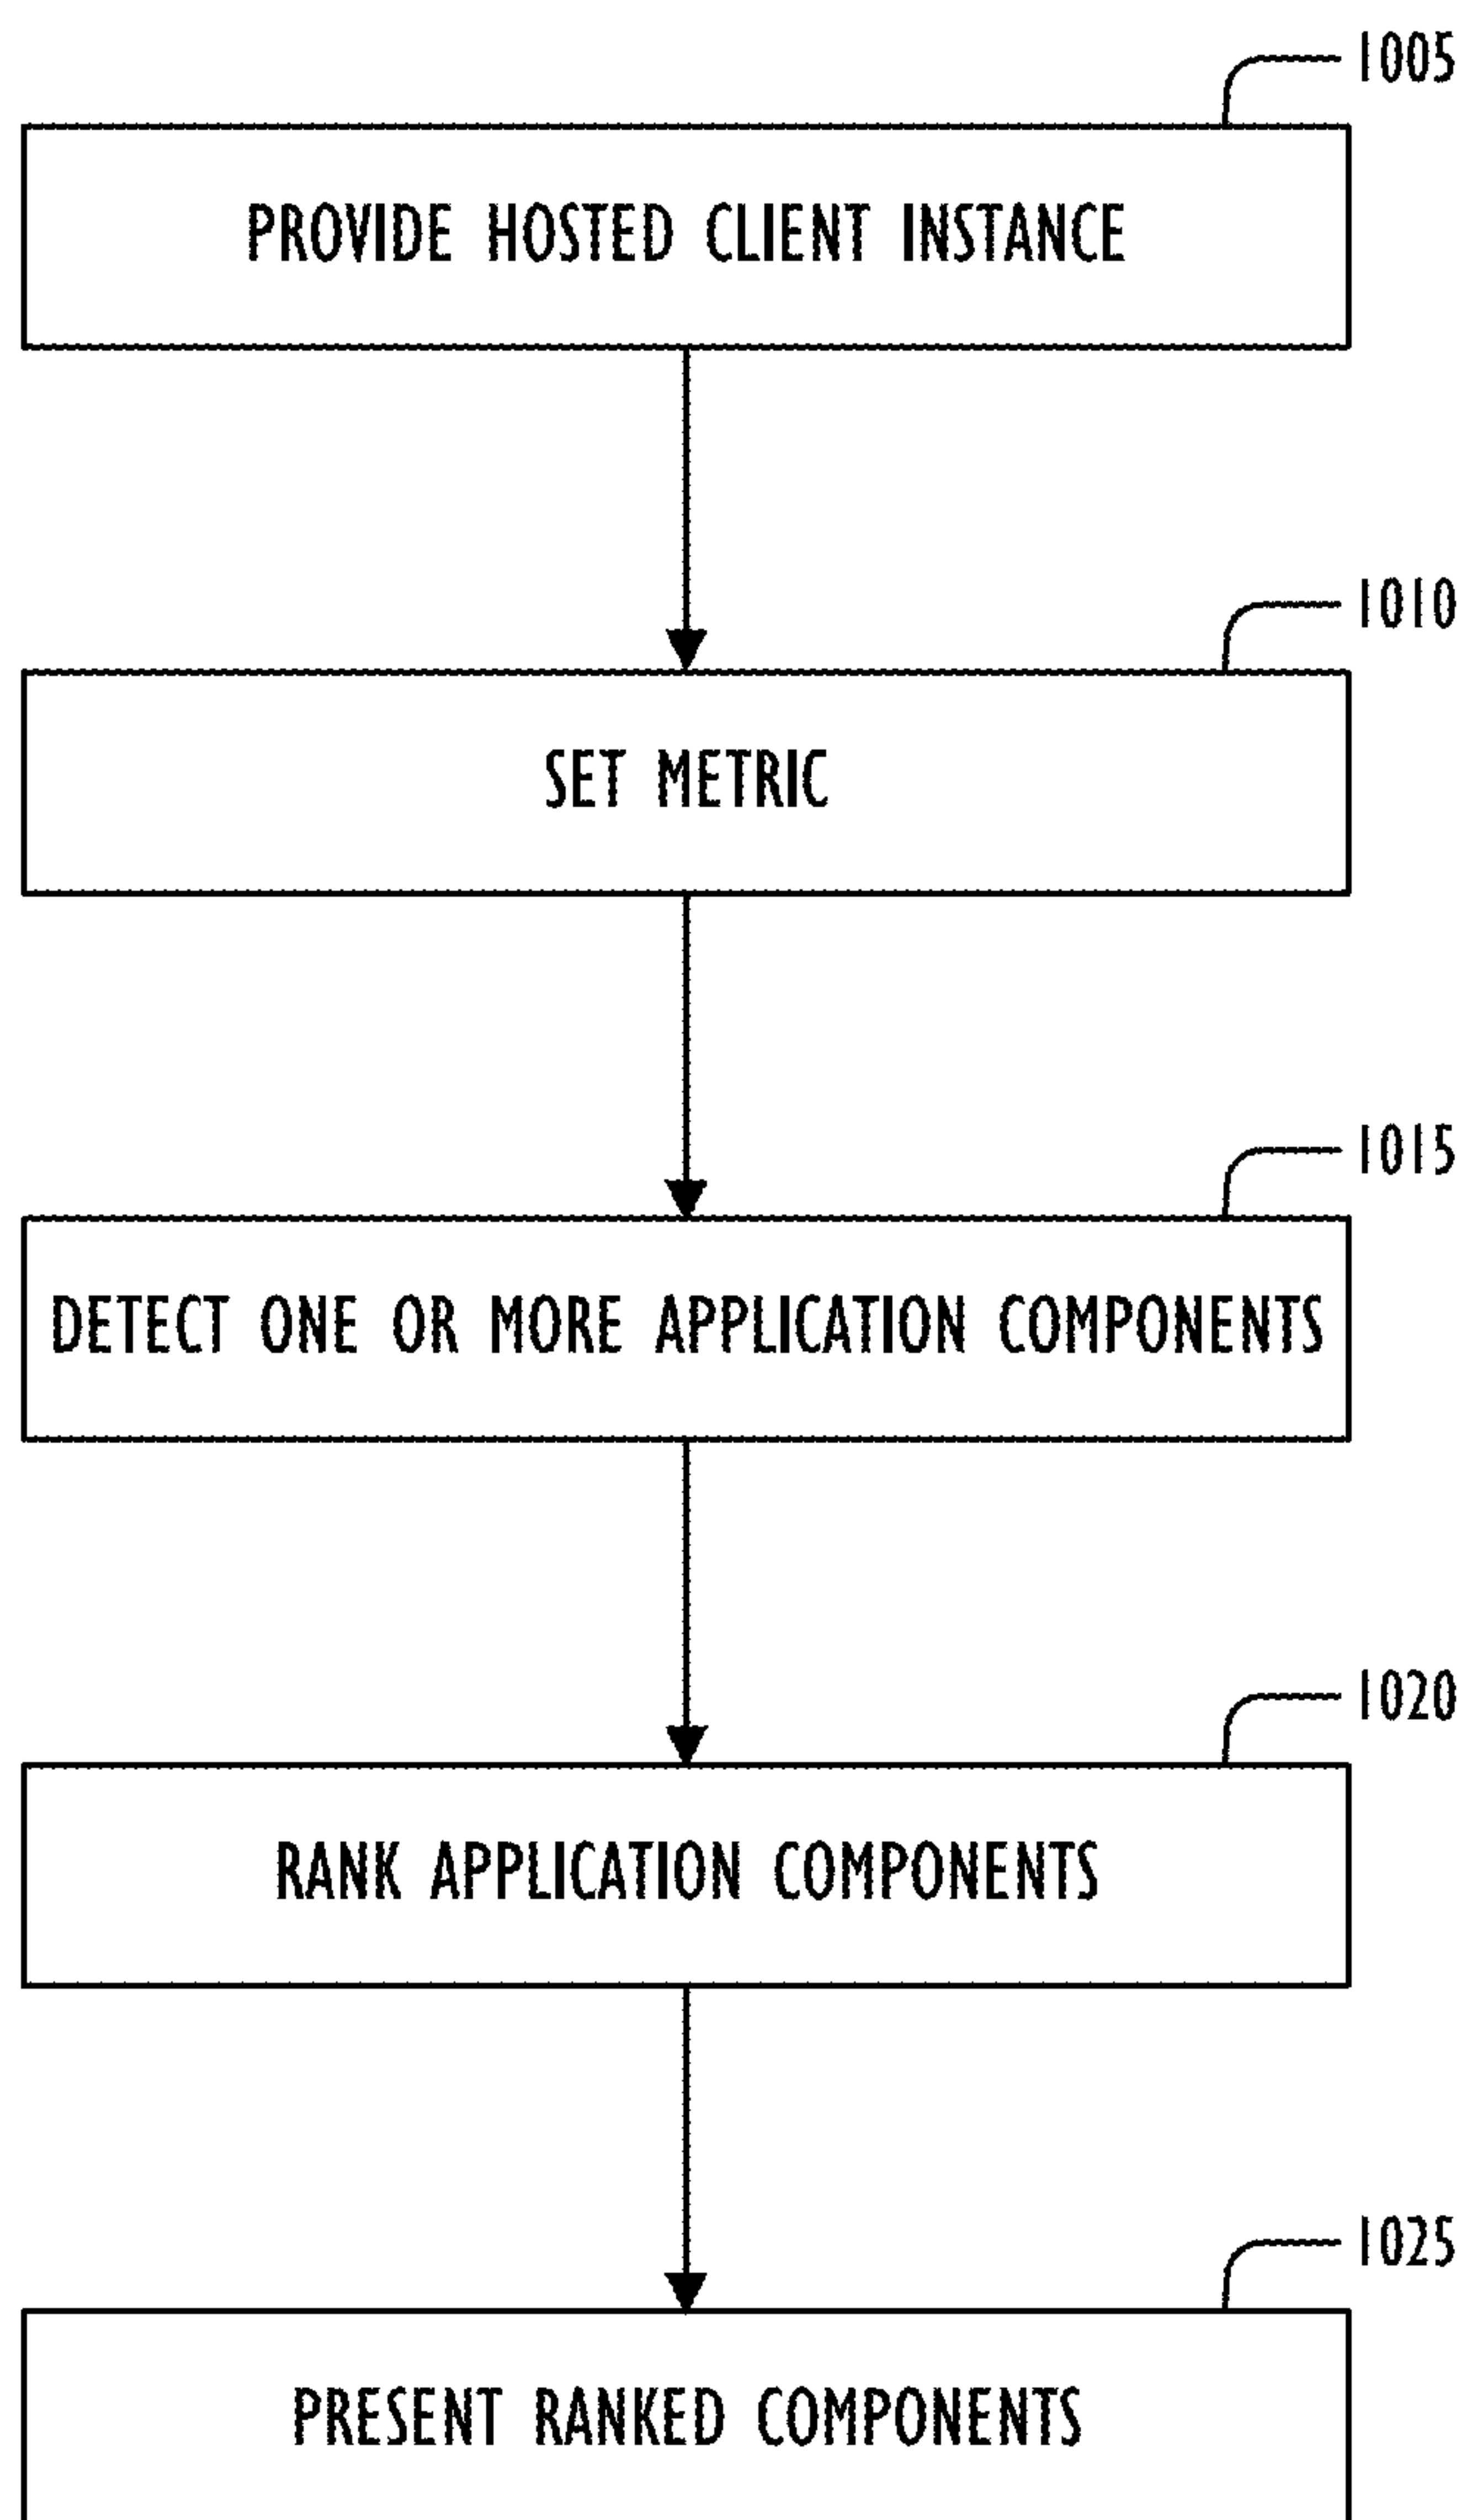 1005
PROVIDE HOSTED CLIENT INSTANCE
1010
SET METRIC
1015
DETECT ONE OR MORE APPLICATION COMPONENTS
1020
RANK APPLICATION COMPONENTS
1025
PRESENT RANKED COMPONENTS